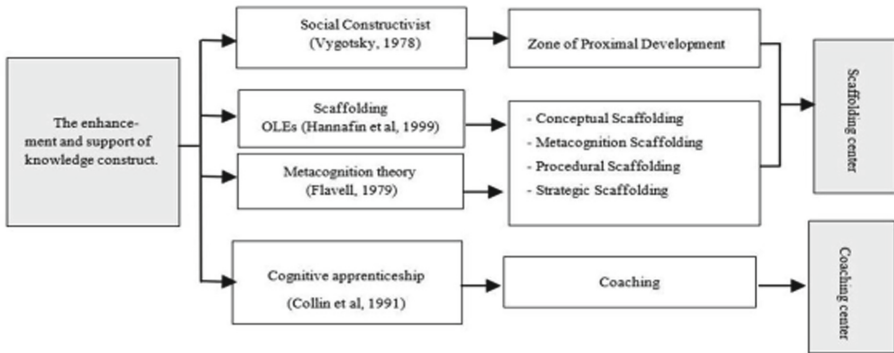 The enhance-
ment and support of
knowledge construct.
Social Constructivist
(Vygotsky, 1978)
Zone of Proximal Development
Scaffolding
OLEs (Hannafin et al, 1999)
Metacognition theory
(Flavell, 1979)
- Conceptual Scaffolding
- Metacognition Scaffolding
- Procedural Scaffolding
- Strategic Scaffolding
Scaffolding center
Cognitive apprenticeship
(Collin et al, 1991)
Coaching
Coaching center